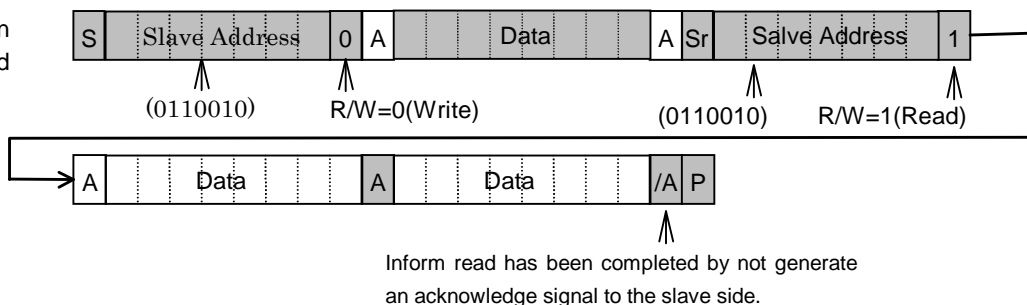 n
d
S Slave Address 0 A Data A Sr Salve Address 1
(0110010) R/W=0(Write) (0110010) R/W=1(Read)
A Data A Data /A P
Inform read has been completed by not generate
an acknowledge signal to the slave side.